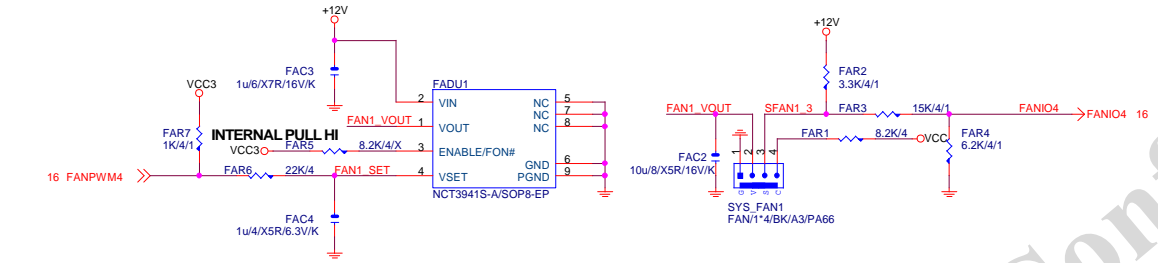 +12V
FAC3
1u/6/X7R/16V/K
VCC3
FAR7
1K/4/1
INTERNAL PULL HI
VCC3
FAR5
8.2K/4/X
16 FANPWM4
FAR6
22K/4
FAN1_SET
FAC4
1u/4/X5R/6.3V/K
FAN1_VOUT
FADU1
2 VIN
1 VOUT
3 ENABLE/FON#
4 VSET
NC 5
NC 7
NC 8
GND 6
PGND 9
NCT3941S-A/SOP8-EP
+12V
FAR2
3.3K/4/1
FAN1_VOUT
SFAN1_3
FAR3
15K/4/1
FANIO4
FANIO4 16
FAR1
8.2K/4
VCC
FAR4
6.2K/4/1
FAC2
10u/8/X5R/16V/K
1 2 3 4
G V S C
SYS_FAN1
FAN/1*4/BK/A3/PA66
Conf